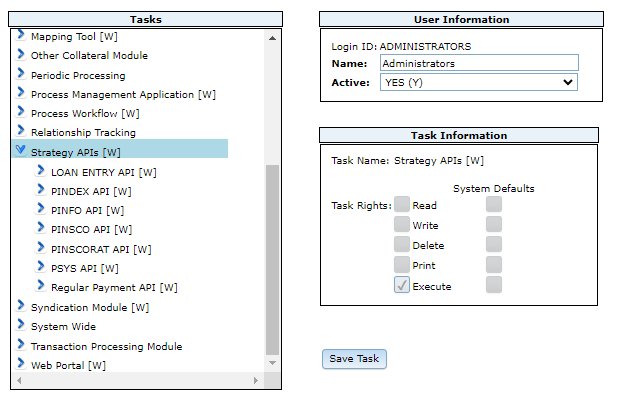 Tasks
Mapping Tool [W]
Other Collateral Module
Periodic Processing
Process Management Application [W]
Process Workflow [W]
Relationship Tracking
Strategy APIs [W]
LOAN ENTRY API [W]
PINDEX API [W]
PINFO API [W]
PINSCO API [W]
PINSCORAT API [W]
PSYS API [W]
Regular Payment API [W]
Syndication Module [W]
System Wide
Transaction Processing Module
Web Portal [W]
User Information
Login ID: ADMINISTRATORS
Name: Administrators
Active: YES (Y)
Task Information
Task Name: Strategy APIs [W]
System Defaults
Task Rights: Read
Write
Delete
Print
Execute
Save Task